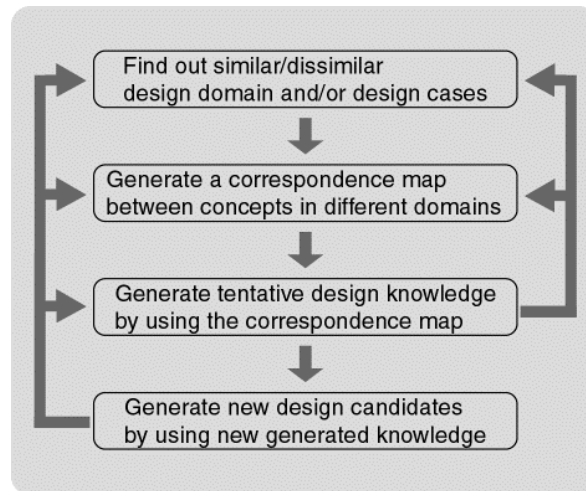 Find out similar/dissimilar
design domain and/or design cases
Generate a correspondence map
between concepts in different domains
Generate tentative design knowledge
by using the correspondence map
Generate new design candidates
by using new generated knowledge